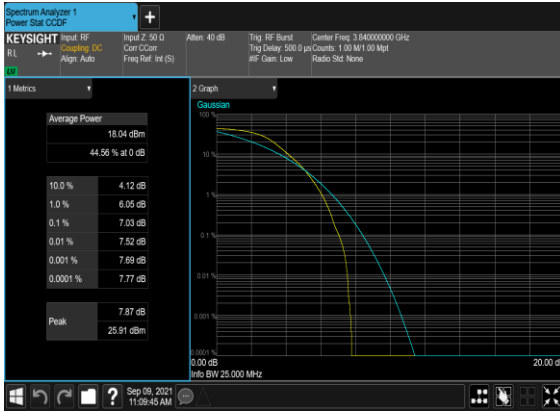 Spectrum Analyzer 1
Power Stat CCDF
KEYSIGHT
RL
Input: RF
Coupling: DC
Align: Auto
Input Z: 50 Ω
Corr CCorr
Freq Ref: Int (S)
Atten: 40 dB
Trig: RF Burst
Trig Delay: 500.0 µs
#IF Gain: Low
Center Freq: 3.840000000 GHz
Counts: 1.00 M/1.00 Mpt
Radio Std: None
1 Metrics
Average Power
18.04 dBm
44.56 % at 0 dB
10.0 % 4.12 dB
1.0 % 6.05 dB
0.1 % 7.03 dB
0.01 % 7.52 dB
0.001 % 7.69 dB
0.0001 % 7.77 dB
Peak
7.87 dB
25.91 dBm
2 Graph
Gaussian
100 %
10 %
1 %
0.1 %
0.01 %
0.001 %
0.0001 %
0.00 dB
20.00 d
Info BW 25.000 MHz
?
Sep 09, 2021
11:09:45 AM